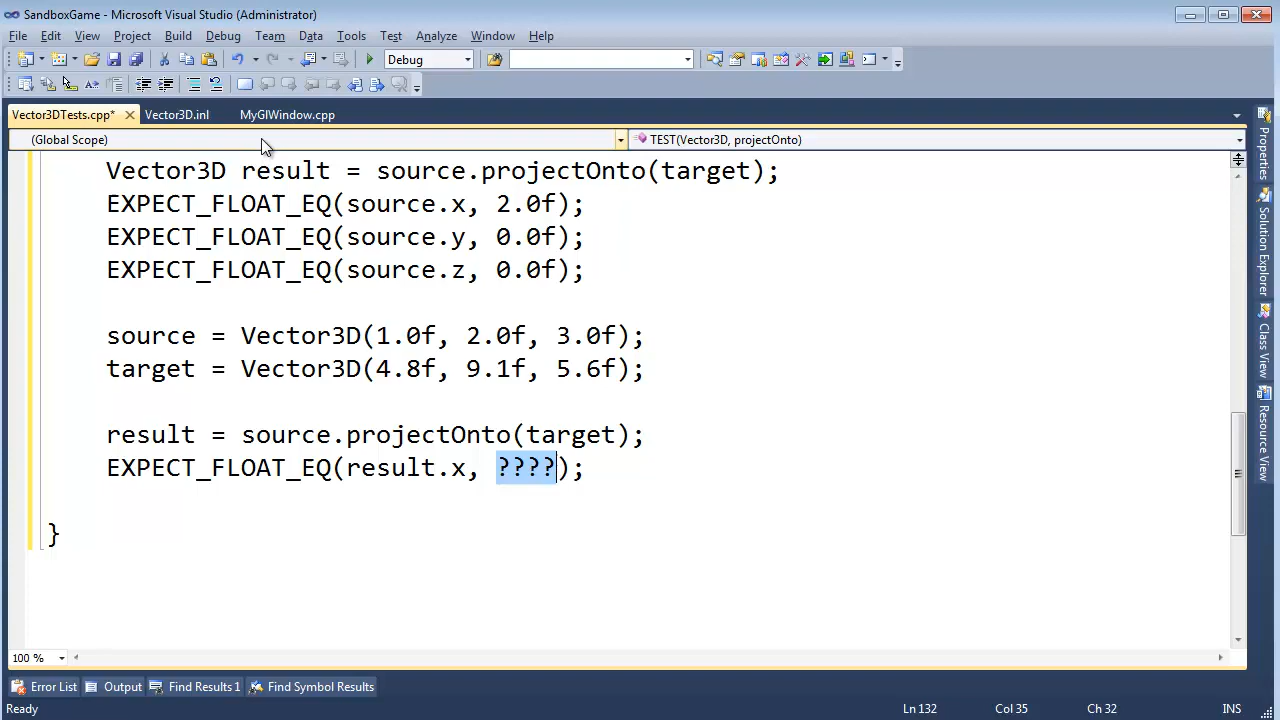 SandboxGame - Microsoft Visual Studio (Administrator)
File Edit View Project Build Debug Team Data Tools Test Analyze Window Help
Debug
Vector3DTests.cpp* Vector3D.inl MyGlWindow.cpp
(Global Scope) TEST(Vector3D, projectOnto)
Vector3D result = source.projectOnto(target);
EXPECT_FLOAT_EQ(source.x, 2.0f);
EXPECT_FLOAT_EQ(source.y, 0.0f);
EXPECT_FLOAT_EQ(source.z, 0.0f);
source = Vector3D(1.0f, 2.0f, 3.0f);
target = Vector3D(4.8f, 9.1f, 5.6f);
result = source.projectOnto(target);
EXPECT_FLOAT_EQ(result.x, ????);
}
Properties
Solution Explorer
Class View
Resource View
100 %
Error List Output Find Results 1 Find Symbol Results
Ready Ln 132 Col 35 Ch 32 INS